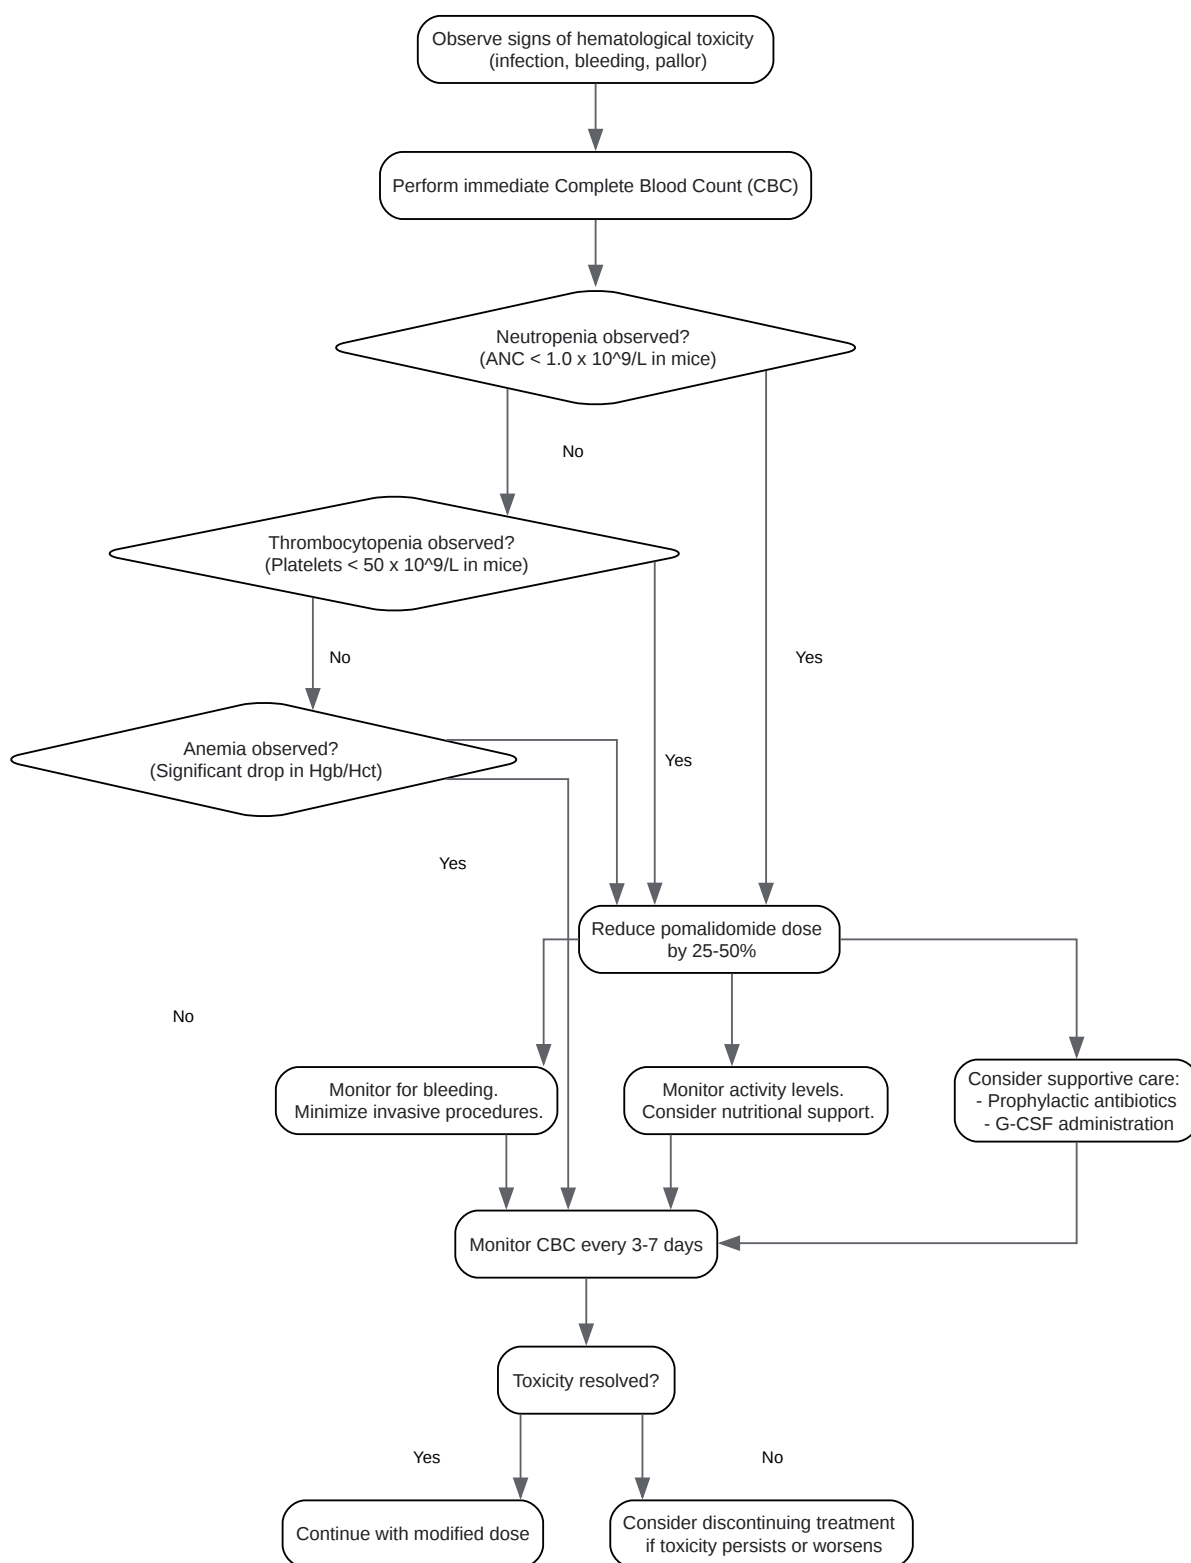 Observe signs of hematological toxicity
(infection, bleeding, pallor)
Perform immediate Complete Blood Count (CBC)
Neutropenia observed?
(ANC < 1.0 x 10^9/L in mice)
No
Thrombocytopenia observed?
(Platelets < 50 x 10^9/L in mice)
No
Yes
Anemia observed?
(Significant drop in Hgb/Hct)
Yes
Yes
Reduce pomalidomide dose
by 25-50%
No
Monitor for bleeding.
Minimize invasive procedures.
Monitor activity levels.
Consider nutritional support.
Consider supportive care:
- Prophylactic antibiotics
- G-CSF administration
Monitor CBC every 3-7 days
Toxicity resolved?
Yes
No
Continue with modified dose
Consider discontinuing treatment
if toxicity persists or worsens